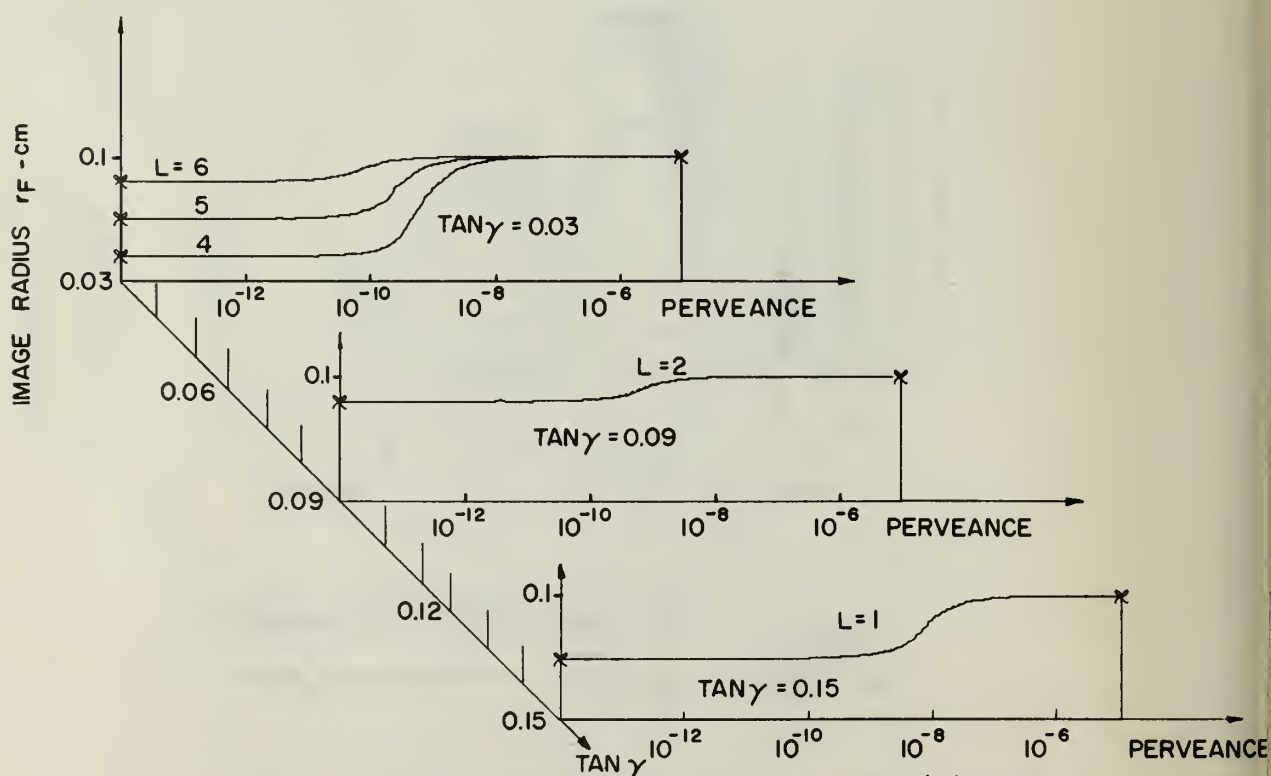 IMAGE RADIUS rF -cm
0.1
L= 6
5
4
TANγ = 0.03
0.03
10⁻¹² 10⁻¹⁰ 10⁻⁸ 10⁻⁶ PERVEANCE
0.06
0.1
L =2
TANγ =0.09
0.09
10⁻¹² 10⁻¹⁰ 10⁻⁸ 10⁻⁶ PERVEANCE
0.12
0.1
L=1
TANγ = 0.15
0.15
TAN γ
10⁻¹² 10⁻¹⁰ 10⁻⁸ 10⁻⁶ PERVEANCE